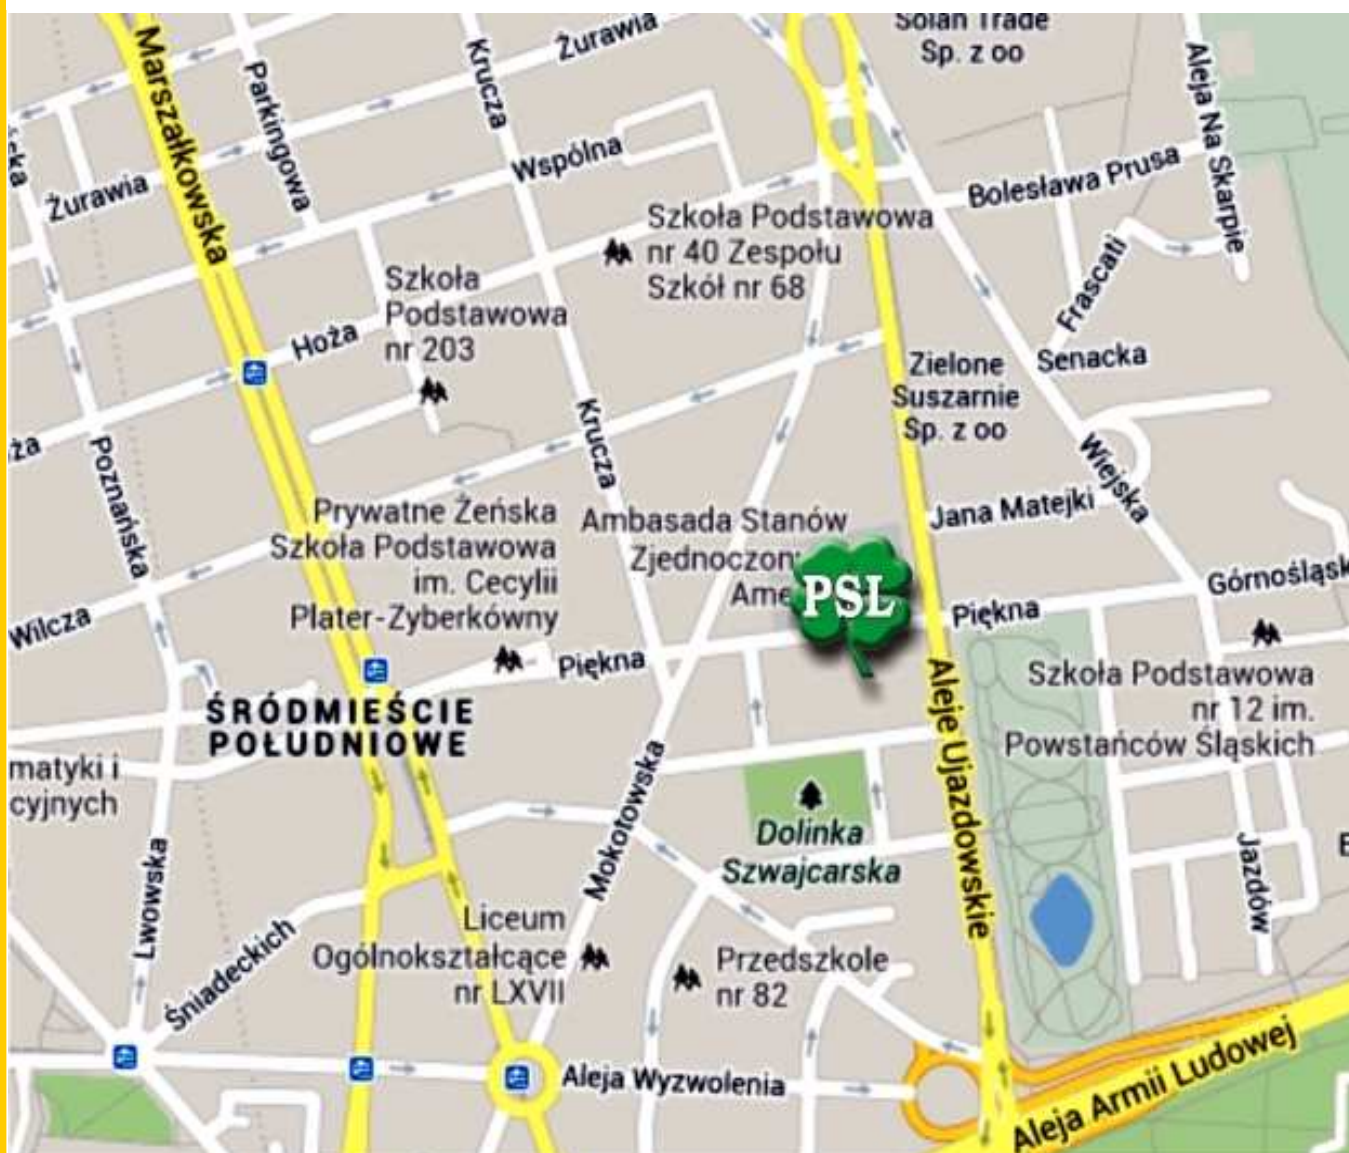 Solan Trade
Sp. z oo
Marszałkowska
Parkingowa
Krucza
Żurawia
Aleja Na Skarpie
Żurawia
Wspólna
Bolesława Prusa
Szkoła Podstawowa
nr 40 Zespołu
Szkół nr 68
Szkoła
Podstawowa
nr 203
Frascati
Hoża
Senacka
Zielone
Suszarnie
Sp. z oo
Krucza
ża
Poznańska
Wiejska
Jana Matejki
Prywatne Żeńska
Szkoła Podstawowa
im. Cecylii
Plater-Zyberkówny
Ambasada Stanów
Zjednoczon
Ame
PSL
Górnośląsk
Piękna
Wilcza
Piękna
Szkoła Podstawowa
nr 12 im.
Powstańców Śląskich
ŚRÓDMIEŚCIE
POŁUDNIOWE
Aleje Ujazdowskie
matyki i
cyjnych
Mokotowska
Dolinka
Szwajcarska
Lwowska
Jazdów
Śniadeckich
Liceum
Ogólnokształcące
nr LXVII
Przedszkole
nr 82
Aleja Wyzwolenia
Aleja Armii Ludowej